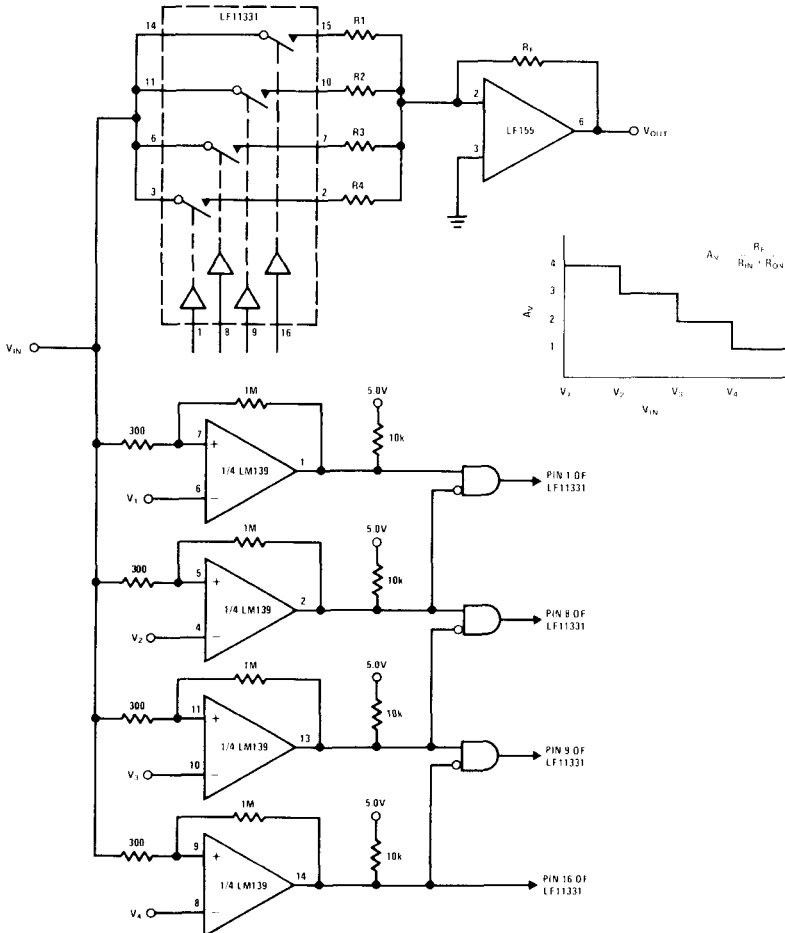 LF11331
14
15
R1
11
10
R2
6
7
R3
3
2
R4
1
8
9
16
RF
2
3
LF155
6
VOUT
VIN
AV
RF
RIN
RON
4
3
2
1
AV
V1
V2
V3
V4
VIN
300
1M
5.0V
10k
7
+
1/4 LM139
1
V1
6
−
PIN 1 OF
LF11331
300
1M
5.0V
10k
5
+
1/4 LM139
2
V2
4
−
PIN 8 OF
LF11331
300
1M
5.0V
10k
11
+
1/4 LM139
13
V3
10
−
PIN 9 OF
LF11331
300
1M
5.0V
10k
9
+
1/4 LM139
14
V4
8
−
PIN 16 OF
LF11331